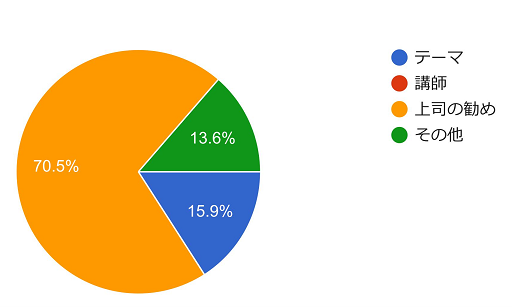 テーマ
講師
上司の勧め
その他
13.6%
70.5%
15.9%